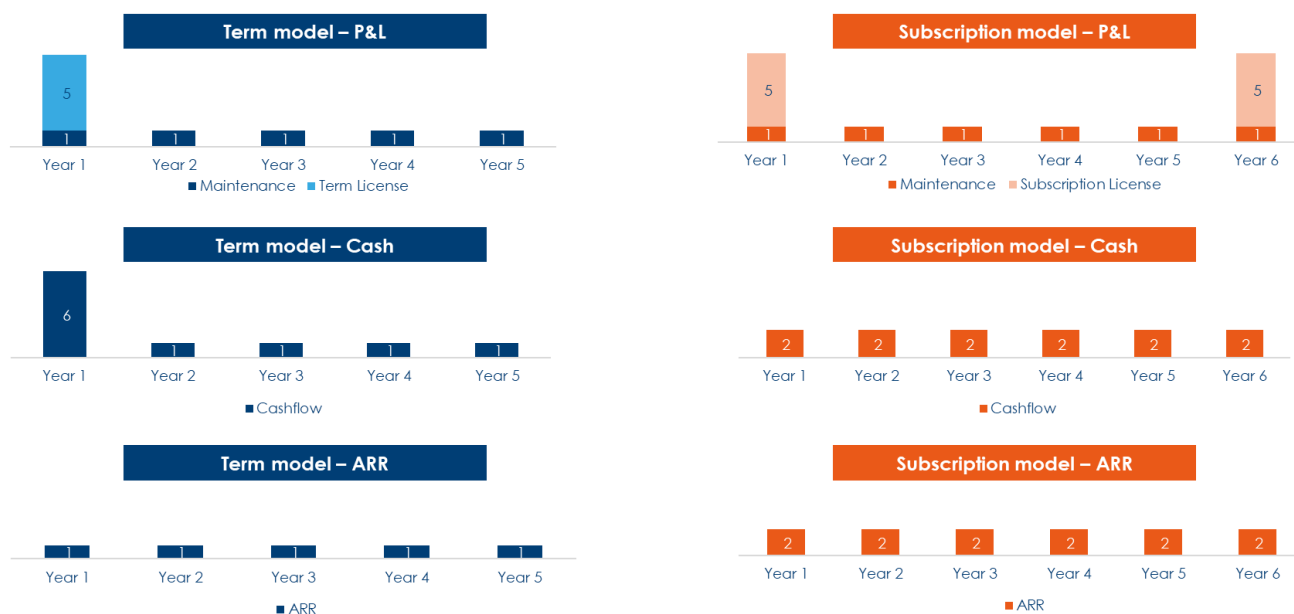 Term model – P&L
5
1 1 1 1 1
Year 1 Year 2 Year 3 Year 4 Year 5
Maintenance Term License
Subscription model – P&L
5 5
1 1 1 1 1 1
Year 1 Year 2 Year 3 Year 4 Year 5 Year 6
Maintenance Subscription License
Term model – Cash
6
1 1 1 1
Year 1 Year 2 Year 3 Year 4 Year 5
Cashflow
Subscription model – Cash
2 2 2 2 2 2
Year 1 Year 2 Year 3 Year 4 Year 5 Year 6
Cashflow
Term model – ARR
1 1 1 1 1
Year 1 Year 2 Year 3 Year 4 Year 5
ARR
Subscription model – ARR
2 2 2 2 2 2
Year 1 Year 2 Year 3 Year 4 Year 5 Year 6
ARR